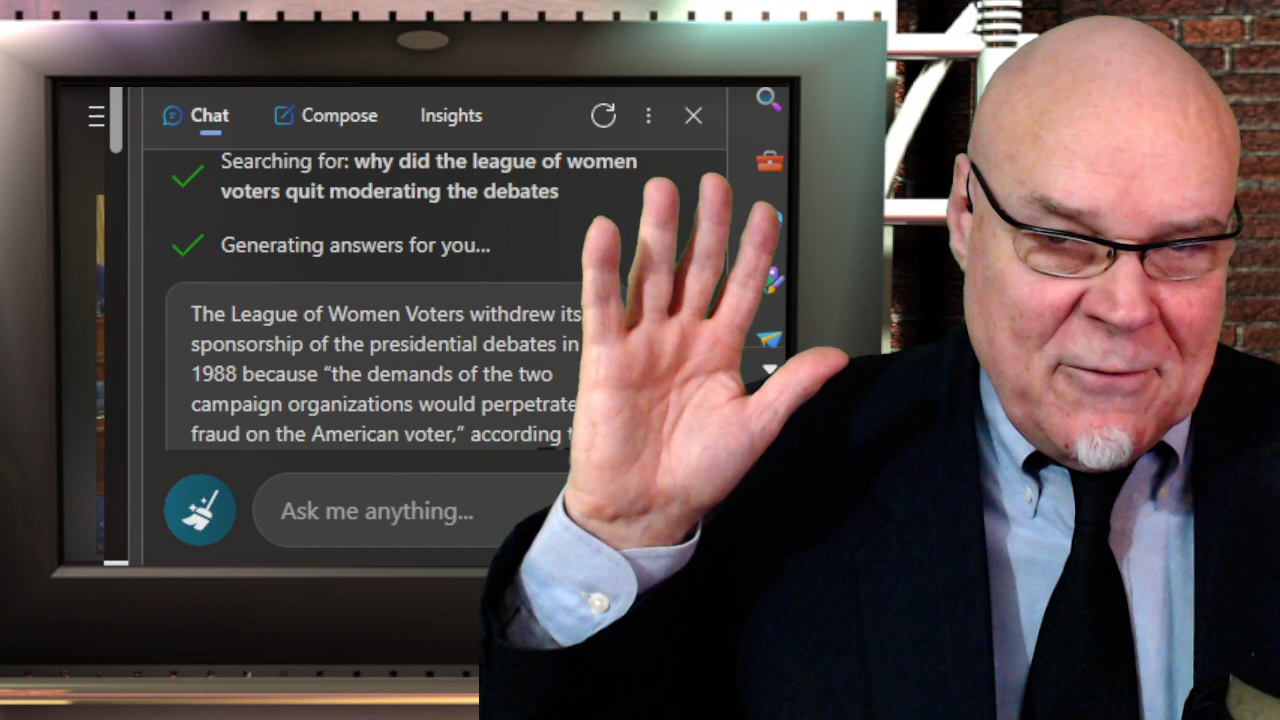 Chat Compose Insights
Searching for: why did the league of women
voters quit moderating the debates
Generating answers for you...
The League of Women Voters withdrew its
sponsorship of the presidential debates in
1988 because “the demands of the two
campaign organizations would perpetrate
fraud on the American voter,” according
Ask me anything...